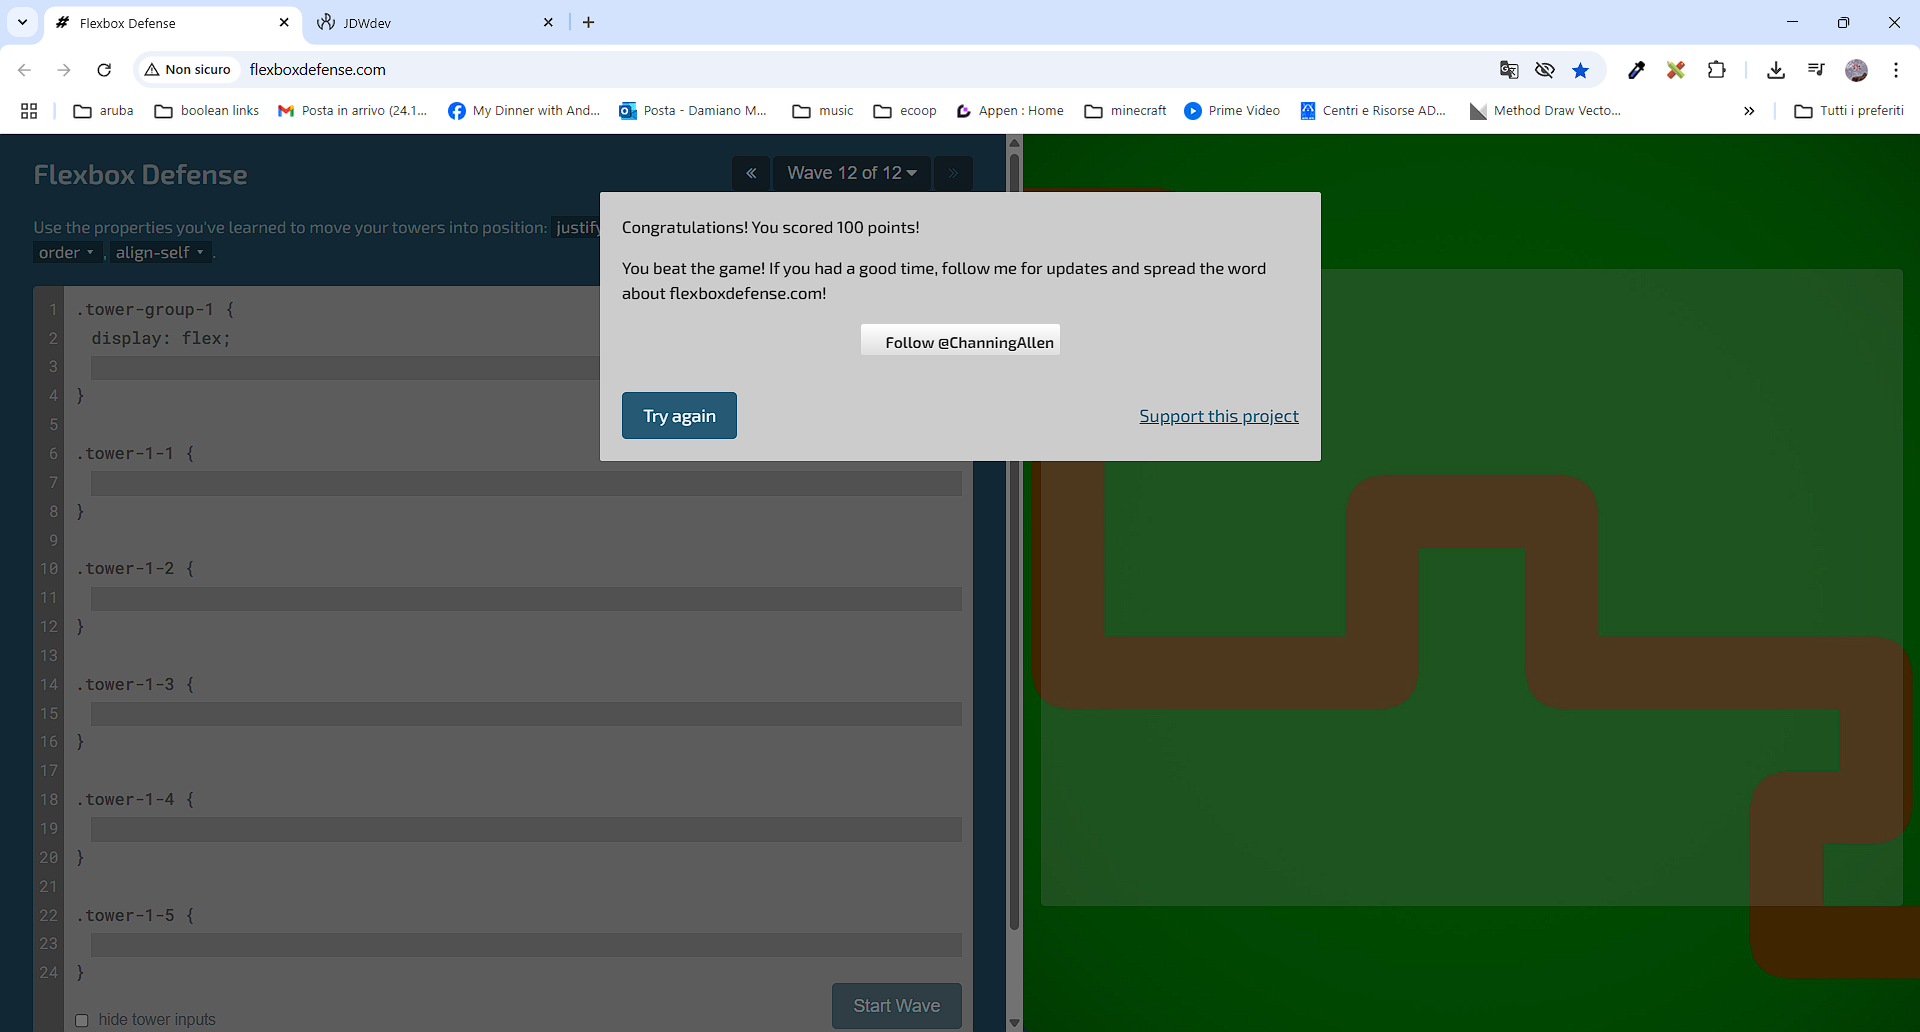 Flexbox Defense
JDWdev
Non sicuro
flexboxdefense.com
aruba
boolean links
Posta in arrivo (24.1...
My Dinner with And...
Posta - Damiano M...
music
ecoop
Appen : Home
minecraft
Prime Video
Centri e Risorse AD...
Method Draw Vecto...
»
Tutti i preferiti
Flexbox Defense
« Wave 12 of 12 »
Use the properties you've learned to move your towers into position: justify
order , align-self .
1 .tower-group-1 {
2 display: flex;
3
4 }
5
6 .tower-1-1 {
7
8 }
9
10 .tower-1-2 {
11
12 }
13
14 .tower-1-3 {
15
16 }
17
18 .tower-1-4 {
19
20 }
21
22 .tower-1-5 {
23
24 }
hide tower inputs
Start Wave
Congratulations! You scored 100 points!
You beat the game! If you had a good time, follow me for updates and spread the word
about flexboxdefense.com!
Follow @ChanningAllen
Try again
Support this project